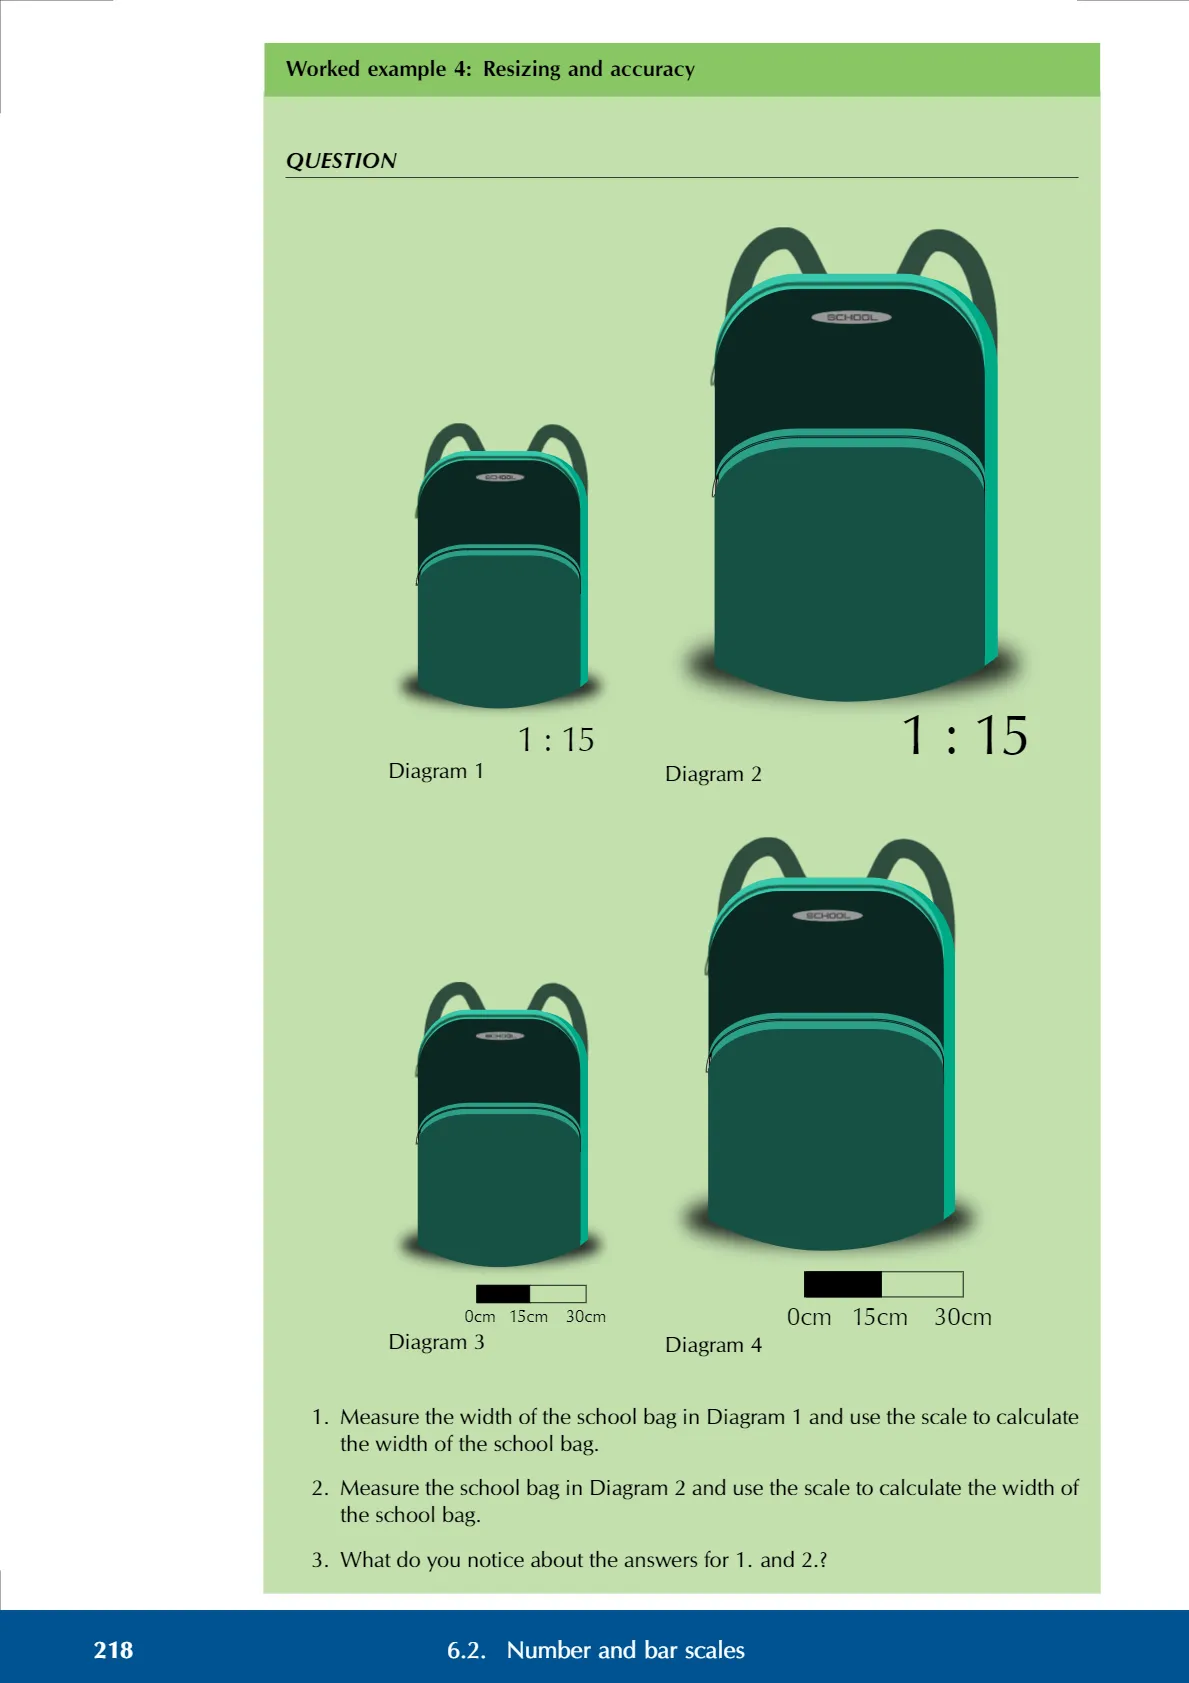 Worked example 4: Resizing and accuracy
QUESTION
SCHOOL
SCHOOL
1 : 15
1 : 15
Diagram 1
Diagram 2
SCHOOL
SCHOOL
0cm 15cm 30cm
0cm 15cm 30cm
Diagram 3
Diagram 4
1. Measure the width of the school bag in Diagram 1 and use the scale to calculate
the width of the school bag.
2. Measure the school bag in Diagram 2 and use the scale to calculate the width of
the school bag.
3. What do you notice about the answers for 1. and 2.?
218
6.2. Number and bar scales